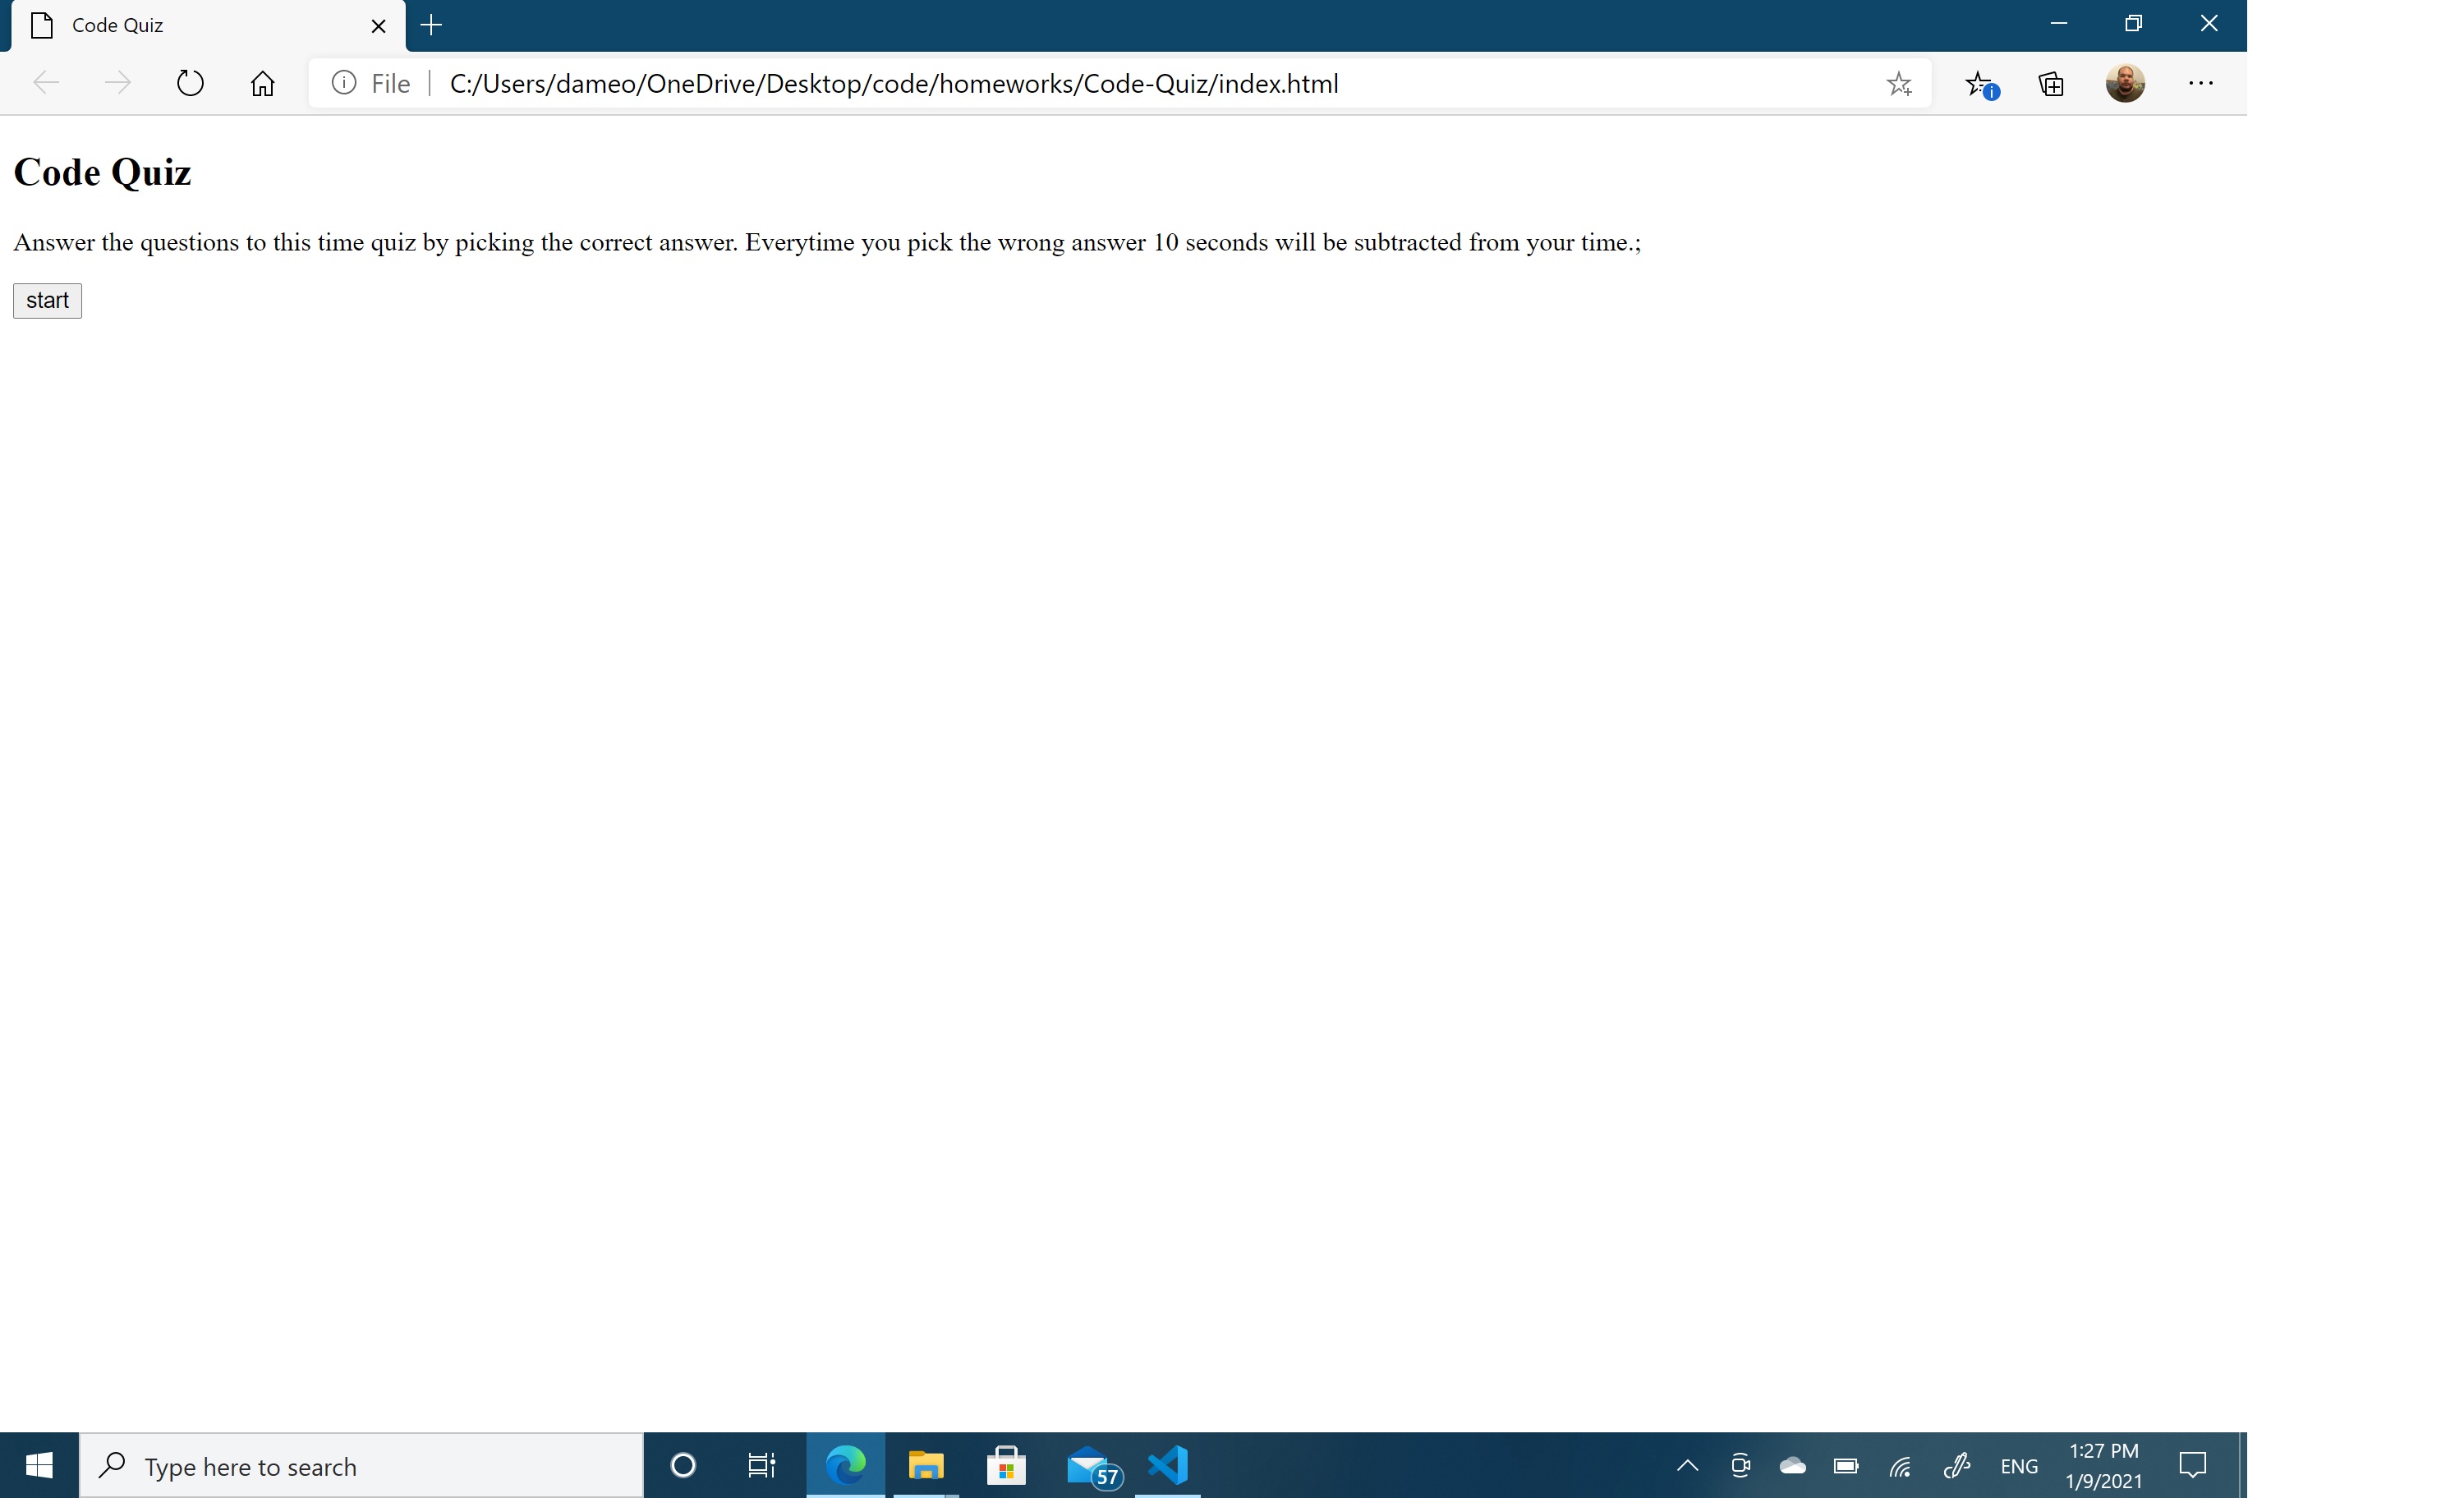 Code Quiz
File
C:/Users/dameo/OneDrive/Desktop/code/homeworks/Code-Quiz/index.html
Code Quiz
Answer the questions to this time quiz by picking the correct answer. Everytime you pick the wrong answer 10 seconds will be subtracted from your time.;
start
Type here to search
57
ENG
1:27 PM
1/9/2021